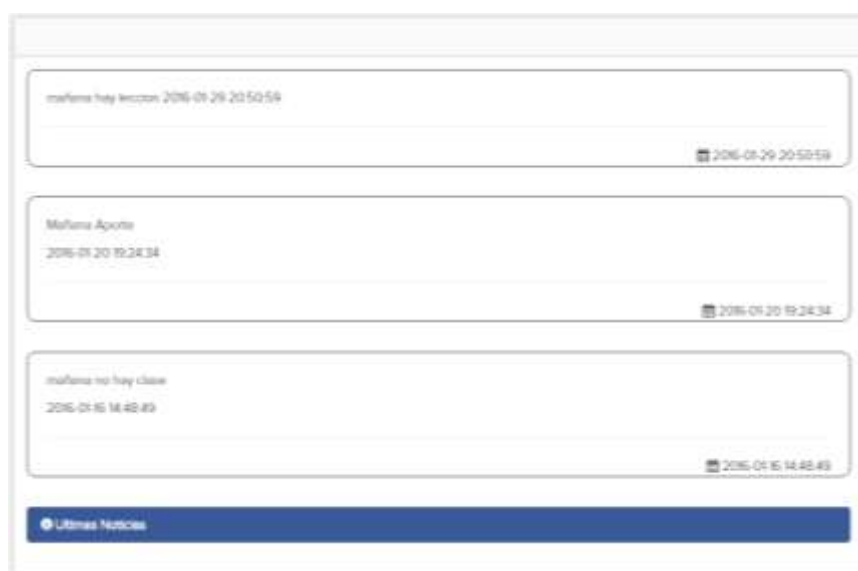 mañana hay leccion 2016-01-29 20:50:59
2016-01-29 20:50:59
Mañana Aporte
2016-01-20 19:24:34
2016-01-20 19:24:34
mañana no hay clase
2016-01-16 14:48:49
2016-01-16 14:48:49
Ultimas Noticias